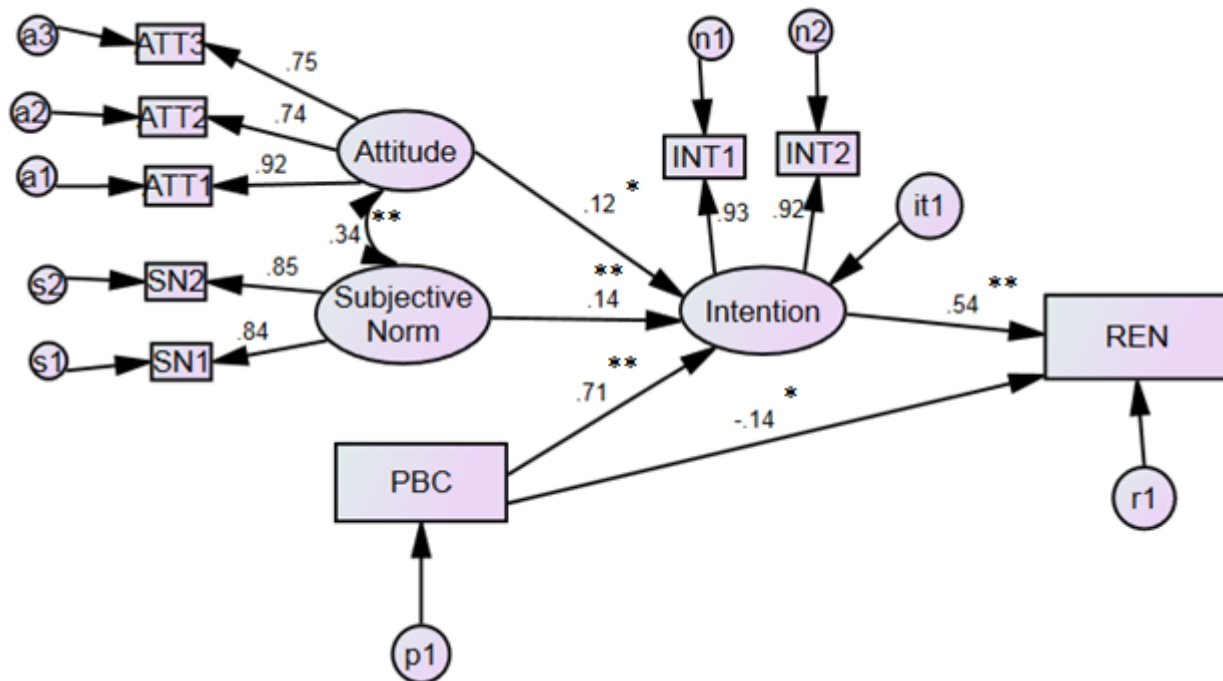 a3
ATT3
.75
a2
ATT2
.74
a1
ATT1
.92
Attitude
.34
**
s2
SN2
.85
s1
SN1
.84
Subjective
Norm
n1
n2
INT1
INT2
.93
.92
it1
.12 *
**
.14
Intention
**
.71
.54 **
-.14 *
REN
PBC
r1
p1